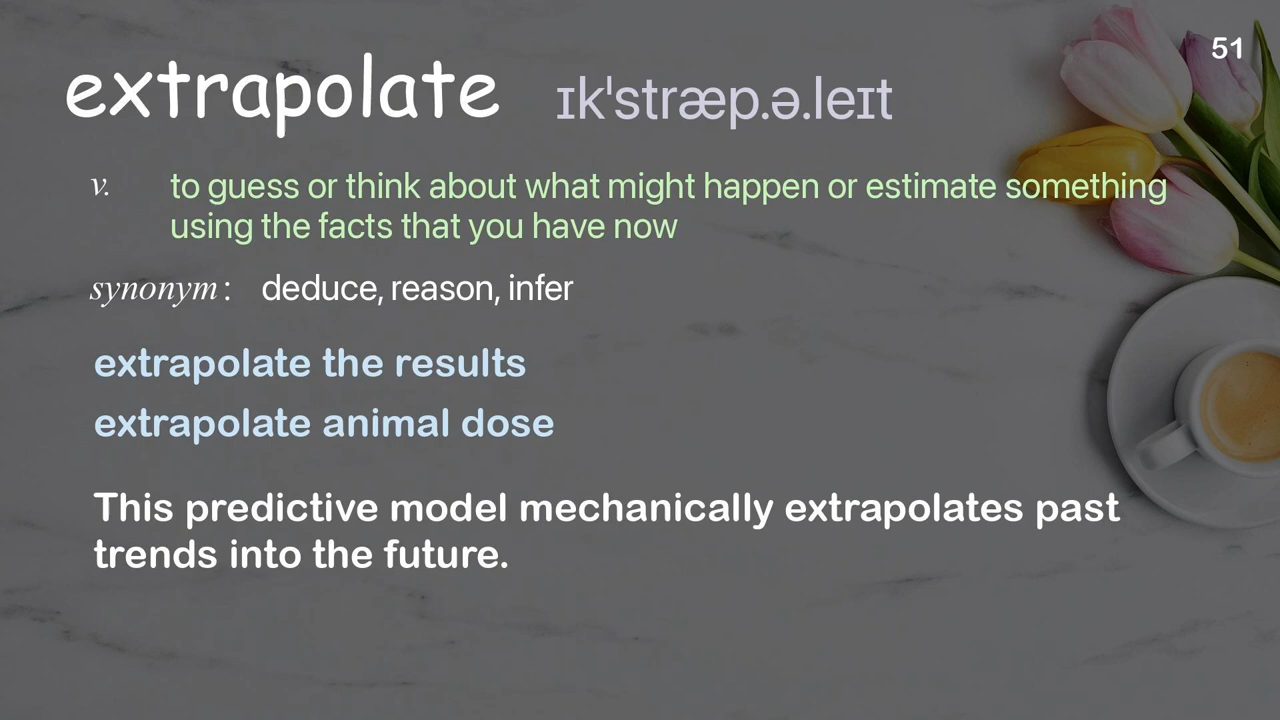 51
extrapolate ɪkˈstræp.ə.leɪt
v. to guess or think about what might happen or estimate something
using the facts that you have now
synonym: deduce, reason, infer
extrapolate the results
extrapolate animal dose
This predictive model mechanically extrapolates past
trends into the future.